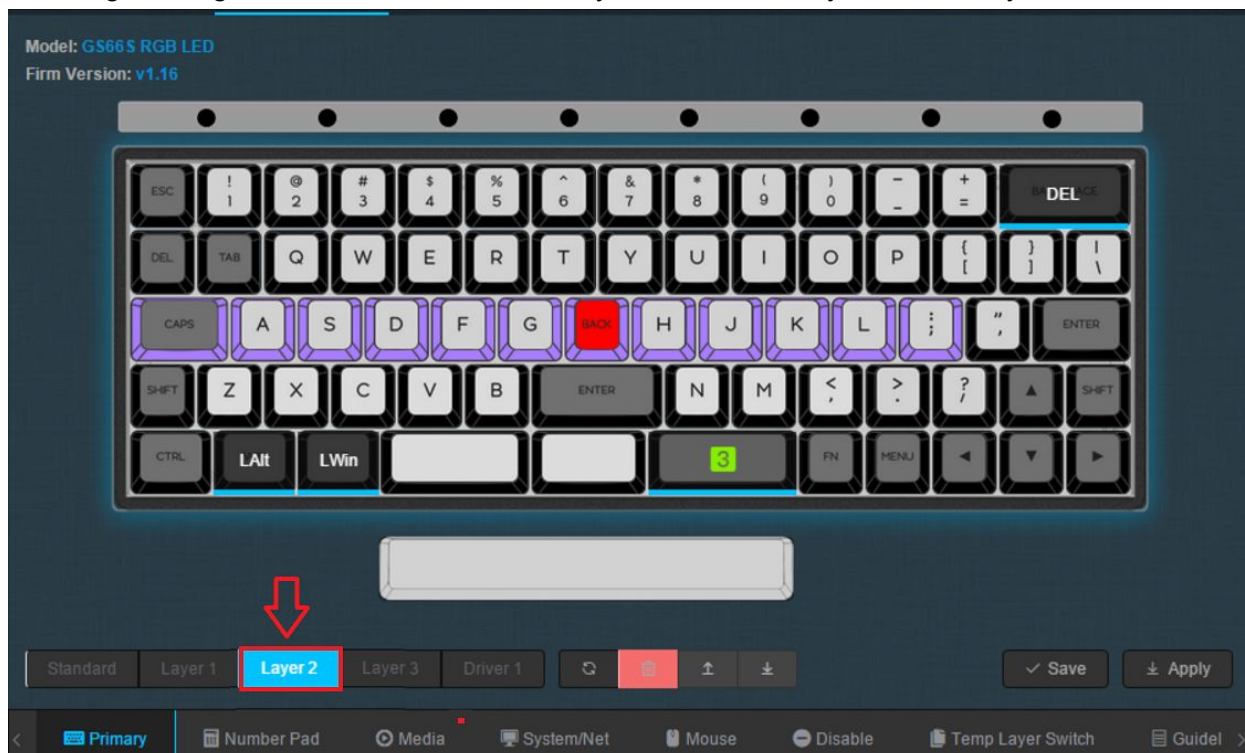 Model: GS66S RGB LED
Firm Version: v1.16
ESC ! 1 @ 2 # 3 $ 4 % 5 ^ 6 & 7 * 8 ( 9 ) 0 - _ + = DEL
DEL TAB Q W E R T Y U I O P { [ } ] | \
CAPS A S D F G BACK H J K L : ; " , ENTER
SHIFT Z X C V B ENTER N M < , > . ? / ▲ SHIFT
CTRL LAlt LWin 3 FN MENU ◄ ▼ ►
Standard Layer 1 Layer 2 Layer 3 Driver 1 Save Apply
Primary Number Pad Media System/Net Mouse Disable Temp Layer Switch Guidel